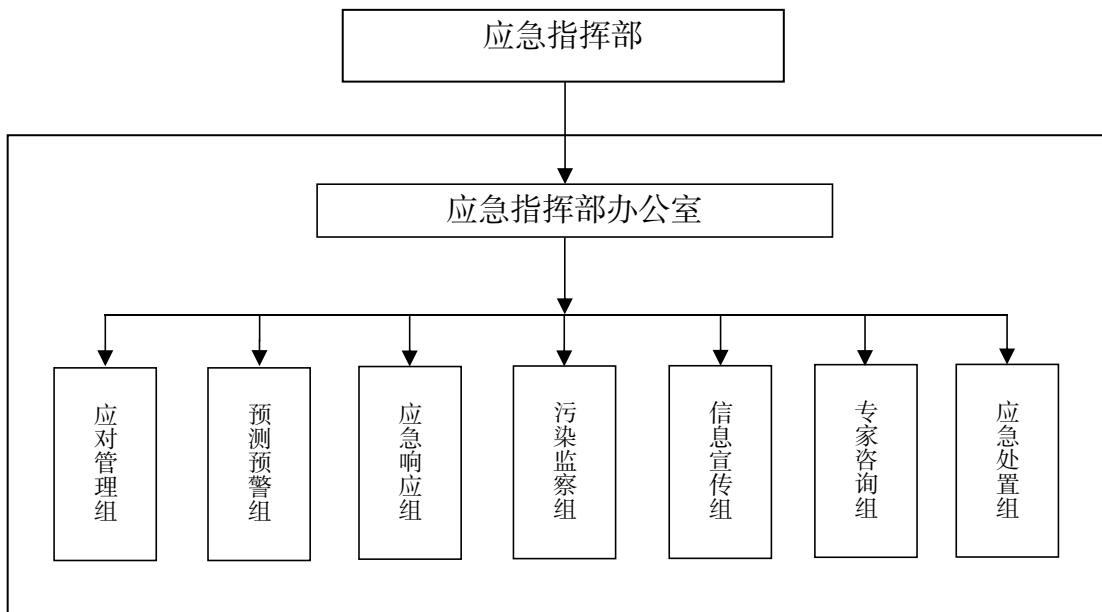 应急指挥部
应急指挥部办公室
应对管理组
预测预警组
应急响应组
污染监察组
信息宣传组
专家咨询组
应急处置组